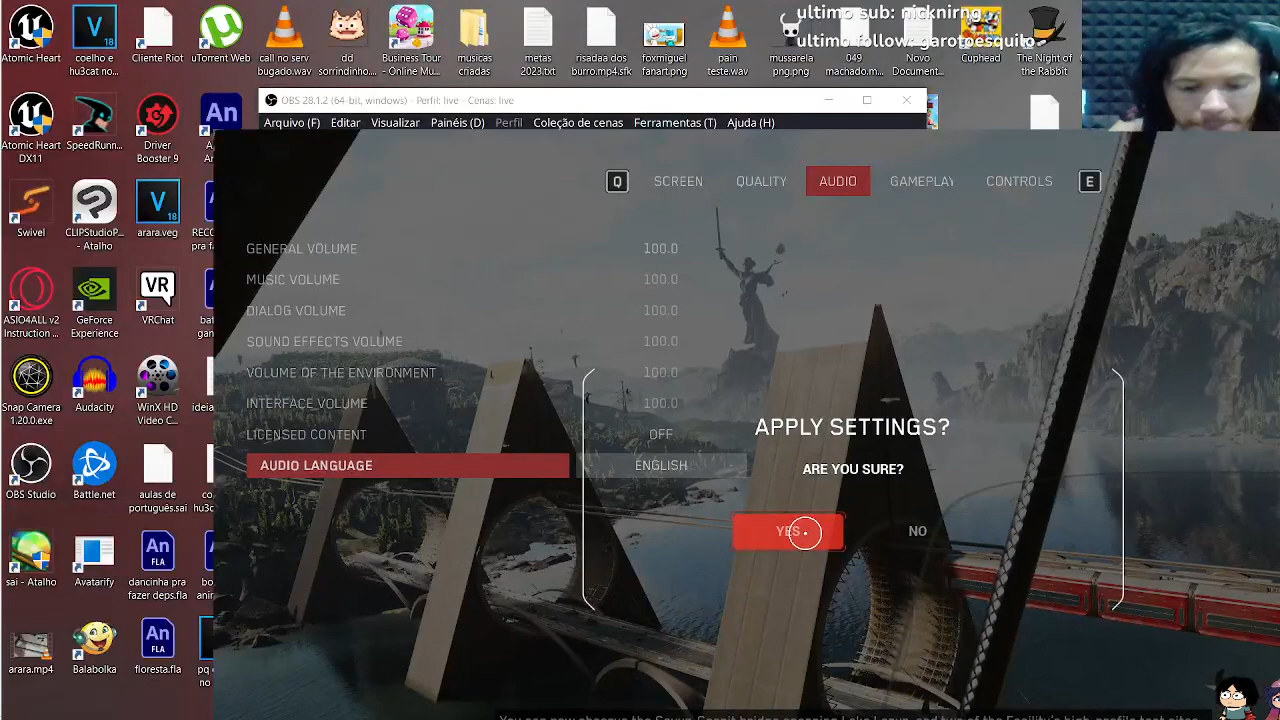 ultimo sub: nicknirng
ultimo follow: garotoesquilo
Atomic Heart
coelho e
hu3cat no...
Cliente Riot
uTorrent Web
call no serv
bugado.wav
dd
sorrindinho...
Business Tour
- Online Mu...
musicas
criadas
metas
2023.txt
risadaa dos
burro.mp4.sfk
foxmiguel
fanart.png
pain
teste.wav
mussarela
png.png
049
machado.m...
Novo
Document...
Cuphead
The Night of
the Rabbit
OBS 28.1.2 (64-bit, windows) - Perfil: live - Cenas: live
Arquivo (F) Editar Visualizar Painéis (D) Perfil Coleção de cenas Ferramentas (T) Ajuda (H)
Atomic Heart
DX11
SpeedRunn...
Driver
Booster 9
An
Swivel
CLIPStudioP...
- Atalho
V
18
arara.veg
ASIO4ALL v2
Instruction ...
GeForce
Experience
VR
VRChat
Snap Camera
1.20.0.exe
Audacity
WinX HD
Video C...
OBS Studio
Battle.net
aulas de
português.sai
sai - Atalho
Avatarify
An
FLA
dancinha pra
fazer deps.fla
arara.mp4
Balabolka
An
FLA
floresta.fla
Q SCREEN QUALITY AUDIO GAMEPLAY CONTROLS E
GENERAL VOLUME 100.0
MUSIC VOLUME 100.0
DIALOG VOLUME 100.0
SOUND EFFECTS VOLUME 100.0
VOLUME OF THE ENVIRONMENT 100.0
INTERFACE VOLUME 100.0
LICENSED CONTENT OFF
AUDIO LANGUAGE ENGLISH
APPLY SETTINGS?
ARE YOU SURE?
YES NO